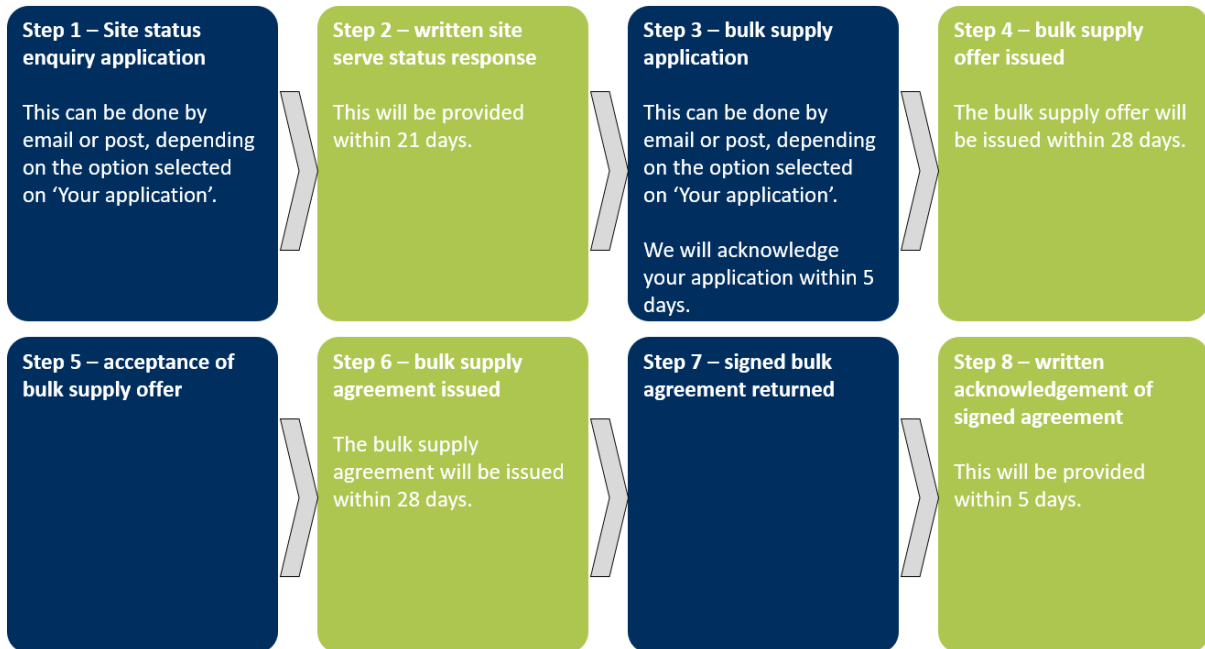 Step 1 – Site status
enquiry application
This can be done by
email or post, depending
on the option selected
on ‘Your application’.
Step 2 – written site
serve status response
This will be provided
within 21 days.
Step 3 – bulk supply
application
This can be done by
email or post, depending
on the option selected
on ‘Your application’.
We will acknowledge
your application within 5
days.
Step 4 – bulk supply
offer issued
The bulk supply offer will
be issued within 28 days.
Step 5 – acceptance of
bulk supply offer
Step 6 – bulk supply
agreement issued
The bulk supply
agreement will be issued
within 28 days.
Step 7 – signed bulk
agreement returned
Step 8 – written
acknowledgement of
signed agreement
This will be provided
within 5 days.